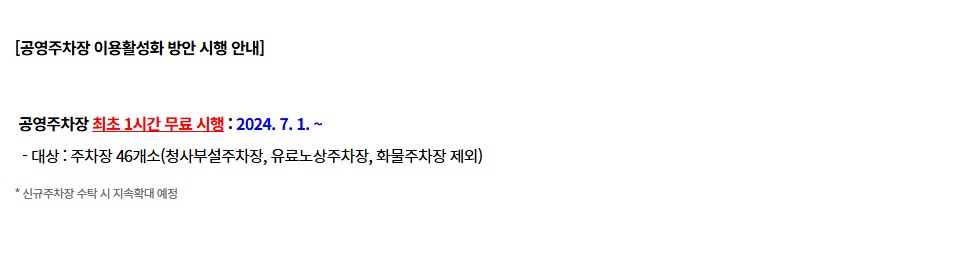 [공영주차장 이용활성화 방안 시행 안내]
공영주차장 최초 1시간 무료 시행 : 2024. 7. 1. ~
- 대상 : 주차장 46개소(청사부설주차장, 유료노상주차장, 화물주차장 제외)
* 신규주차장 수탁 시 지속확대 예정